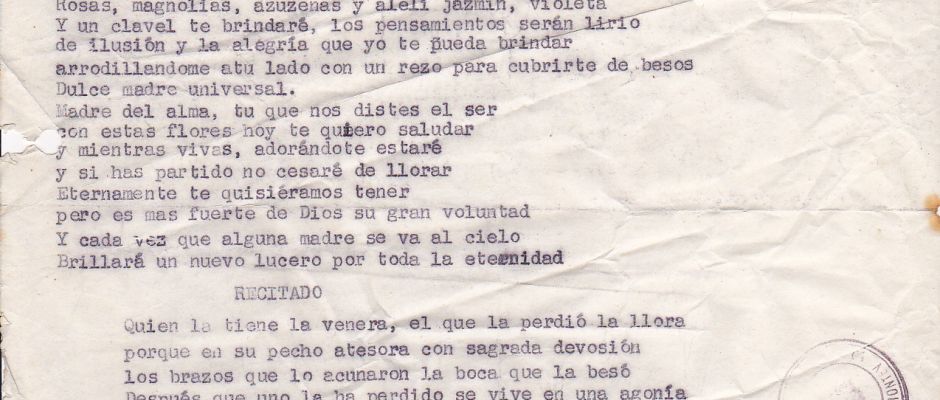 Rosas, magnolias, azuzenas y alelí jazmin, violeta
Y un clavel te brindaré, los pensamientos serán lirio
de ilusión y la alegría que yo te pueda brindar
arrodillandome atu lado con un rezo para cubrirte de besos
Dulce madre universal.
Madre del alma, tu que nos distes el ser
con estas flores hoy te quiero saludar
y mientras vivas, adorándote estaré
y si has partido no cesaré de llorar
Eternamente te quisiéramos tener
pero es mas fuerte de Dios su gran voluntad
Y cada vez que alguna madre se va al cielo
Brillará un nuevo lucero por toda la eternidad
RECITADO
Quien la tiene la venera, el que la perdió la llora
porque en su pecho atesora con sagrada devosión
los brazos que lo acunaron la boca que la besó
Después que uno la ha perdido se vive en una agonía